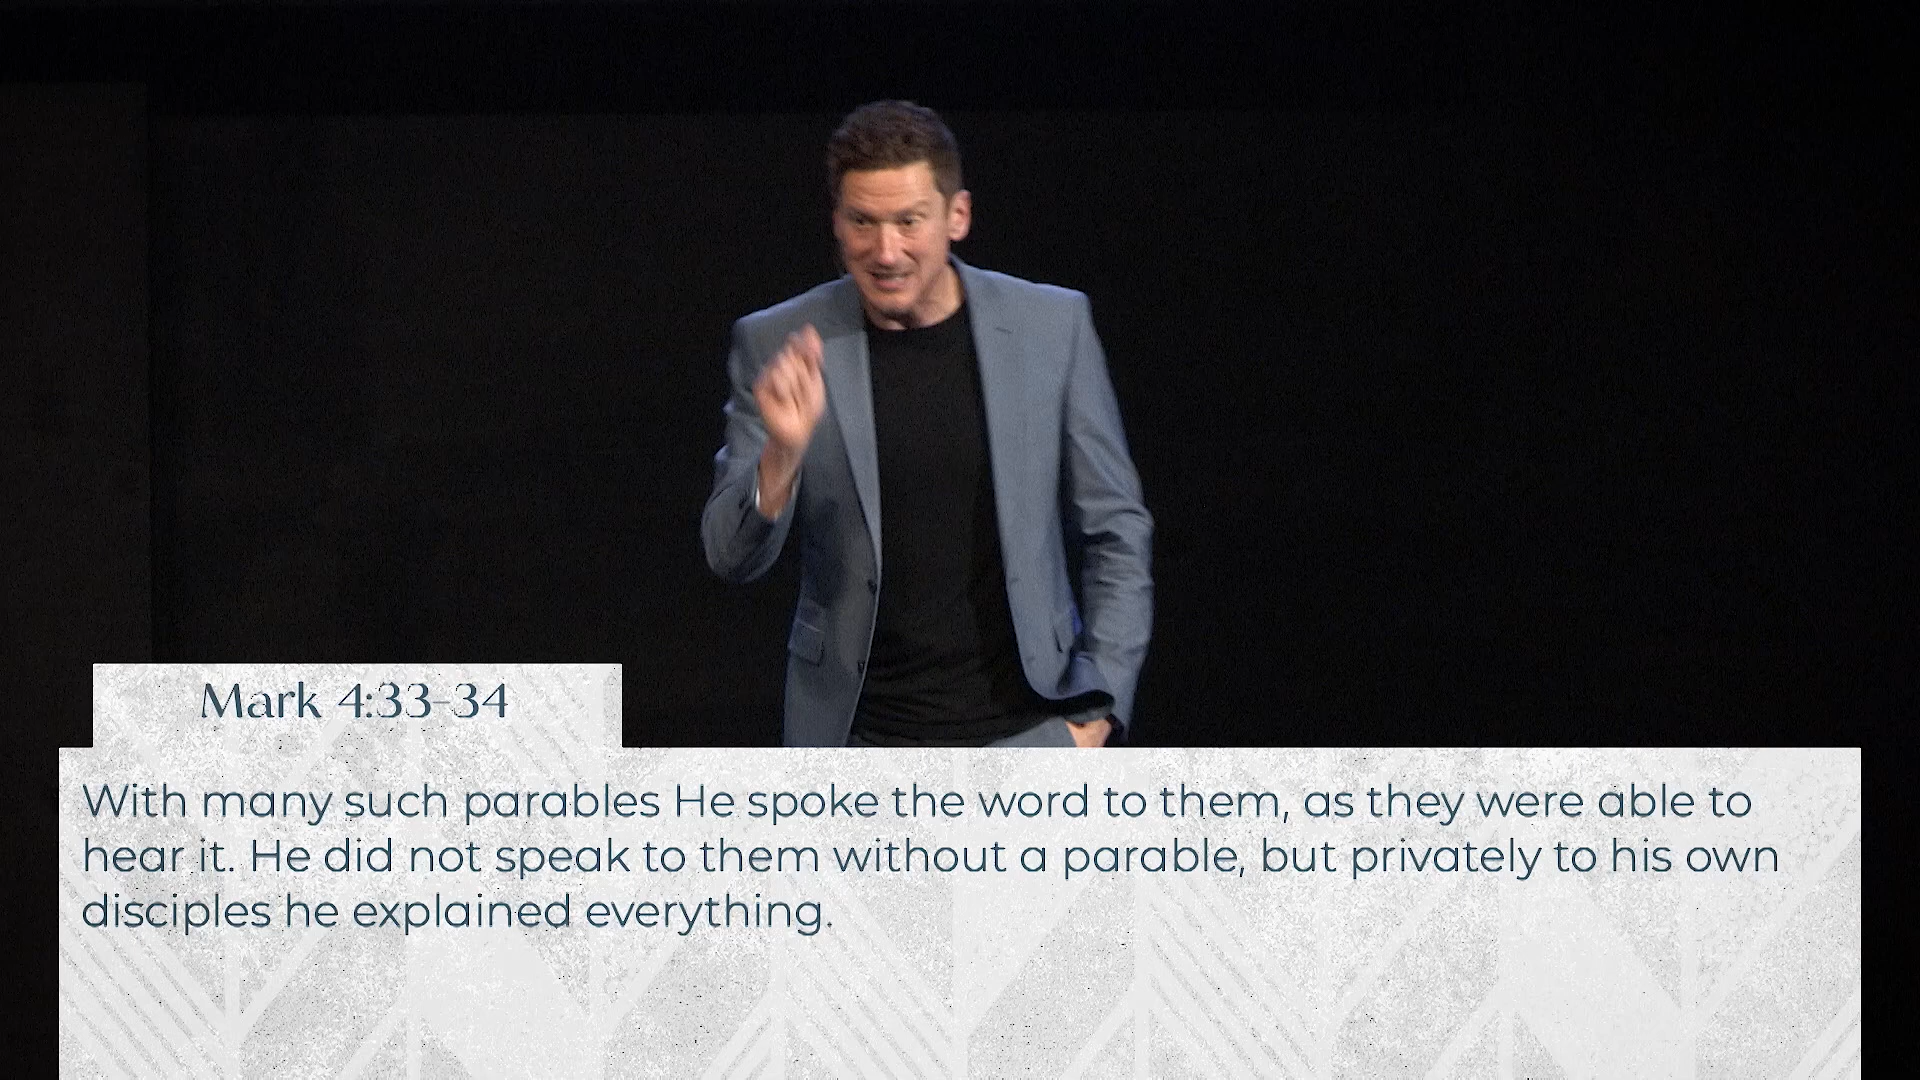 Mark 4:33-34
With many such parables He spoke the word to them, as they were able to
hear it. He did not speak to them without a parable, but privately to his own
disciples he explained everything.